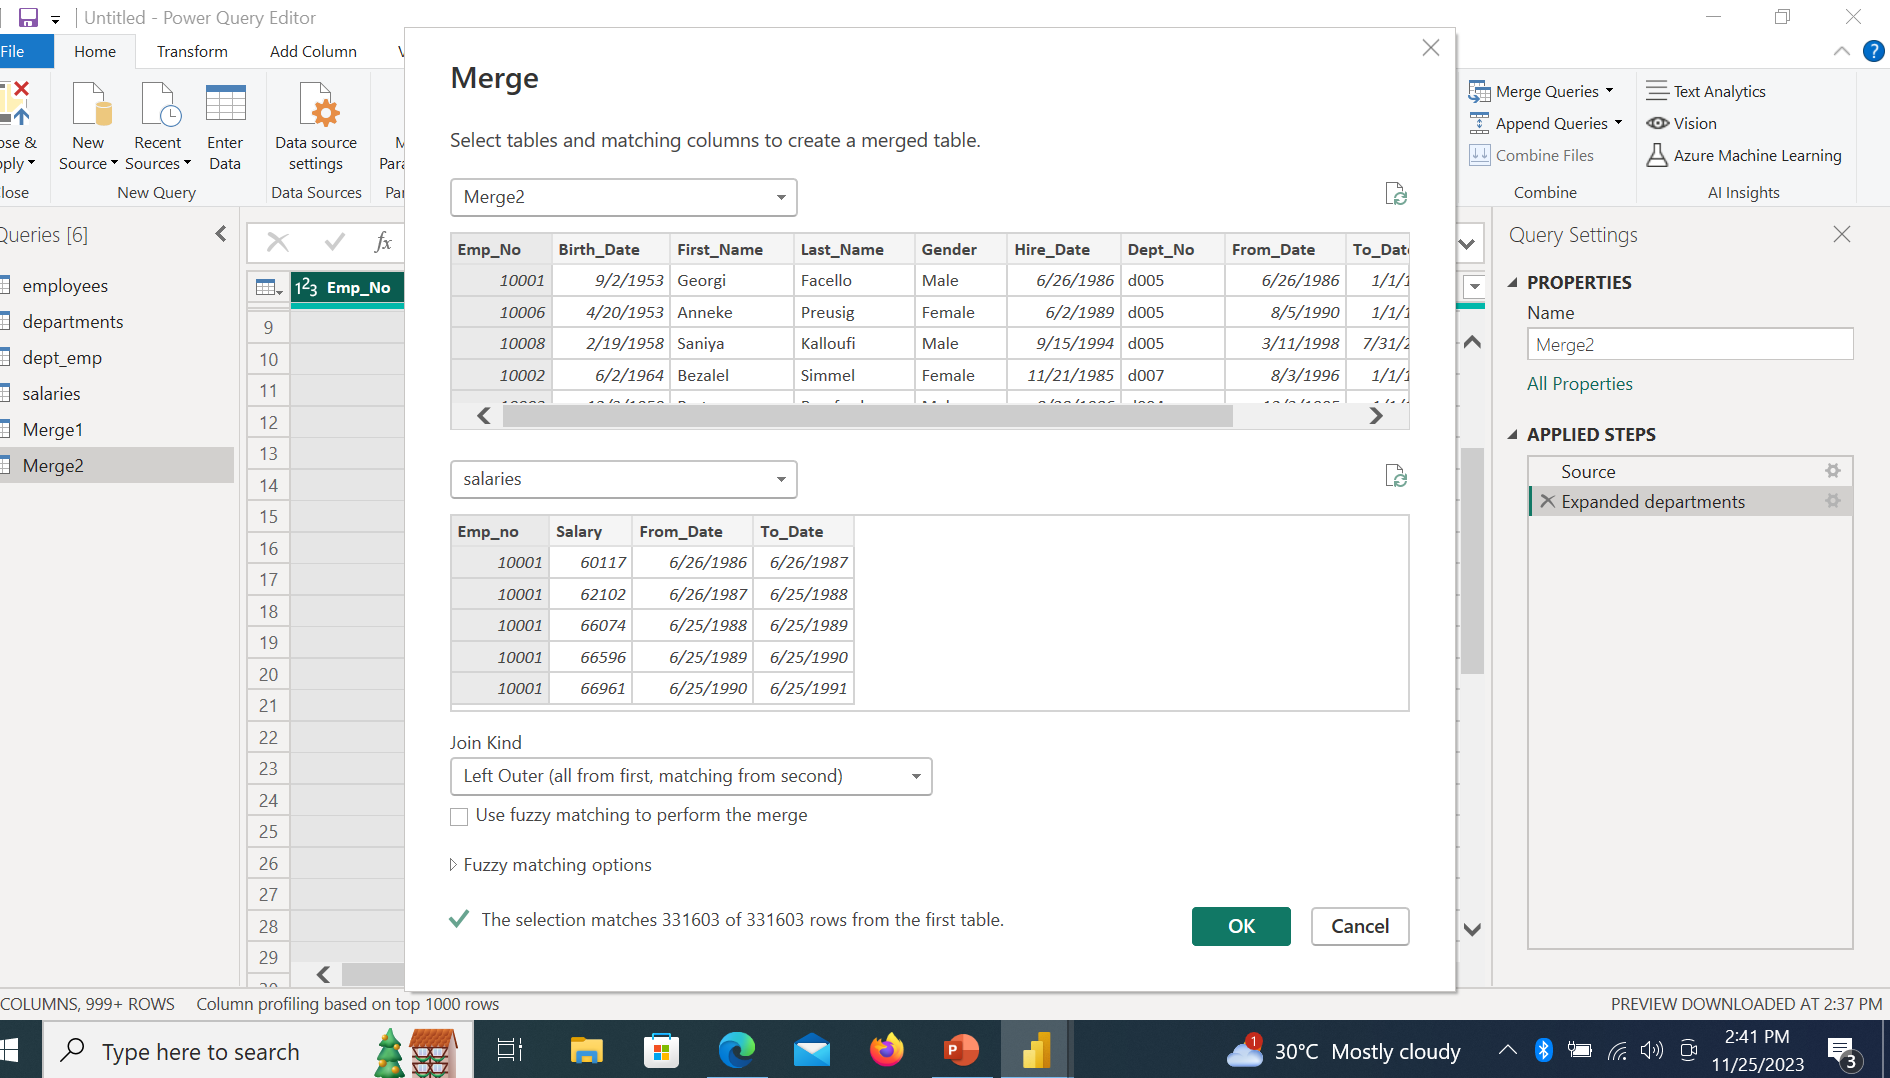 Untitled - Power Query Editor
File
Home
Transform
Add Column
New Source
Recent Sources
Enter Data
Data source settings
New Query
Data Sources
Merge Queries
Append Queries
Combine Files
Combine
Text Analytics
Vision
Azure Machine Learning
AI Insights
Queries [6]
employees
departments
dept_emp
salaries
Merge1
Merge2
fx
123 Emp_No
9
10
11
12
13
14
15
16
17
18
19
20
21
22
23
24
25
26
27
28
29
Merge
Select tables and matching columns to create a merged table.
Merge2
Emp_No Birth_Date First_Name Last_Name Gender Hire_Date Dept_No From_Date To_Date
10001 9/2/1953 Georgi Facello Male 6/26/1986 d005 6/26/1986 1/1/1
10006 4/20/1953 Anneke Preusig Female 6/2/1989 d005 8/5/1990 1/1/1
10008 2/19/1958 Saniya Kalloufi Male 9/15/1994 d005 3/11/1998 7/31/2
10002 6/2/1964 Bezalel Simmel Female 11/21/1985 d007 8/3/1996 1/1/1
salaries
Emp_no Salary From_Date To_Date
10001 60117 6/26/1986 6/26/1987
10001 62102 6/26/1987 6/25/1988
10001 66074 6/25/1988 6/25/1989
10001 66596 6/25/1989 6/25/1990
10001 66961 6/25/1990 6/25/1991
Join Kind
Left Outer (all from first, matching from second)
Use fuzzy matching to perform the merge
Fuzzy matching options
The selection matches 331603 of 331603 rows from the first table.
OK
Cancel
Query Settings
PROPERTIES
Name
Merge2
All Properties
APPLIED STEPS
Source
Expanded departments
COLUMNS, 999+ ROWS
Column profiling based on top 1000 rows
PREVIEW DOWNLOADED AT 2:37 PM
Type here to search
1
30°C Mostly cloudy
2:41 PM
11/25/2023
3